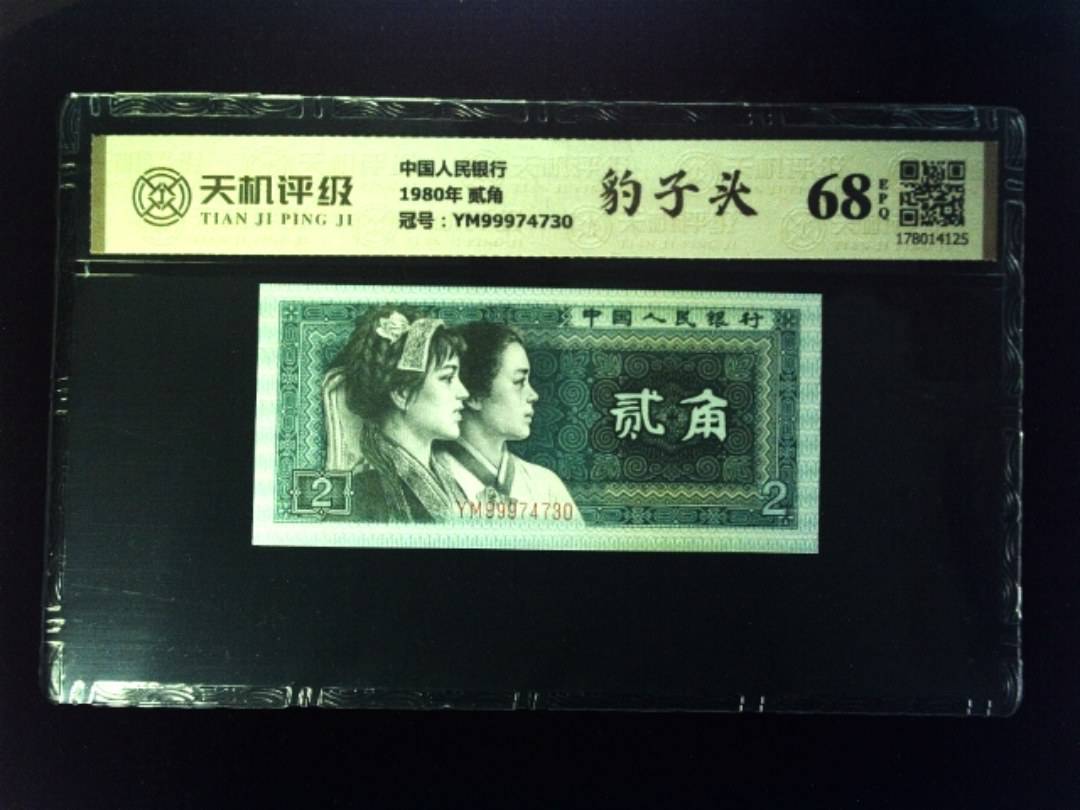 天机评级
TIAN JI PING JI
中国人民银行
1980年 贰角
冠号：YM99974730
豹子头
68
EPQ
178014125
中国人民银行
贰角
2
YM99974730
2